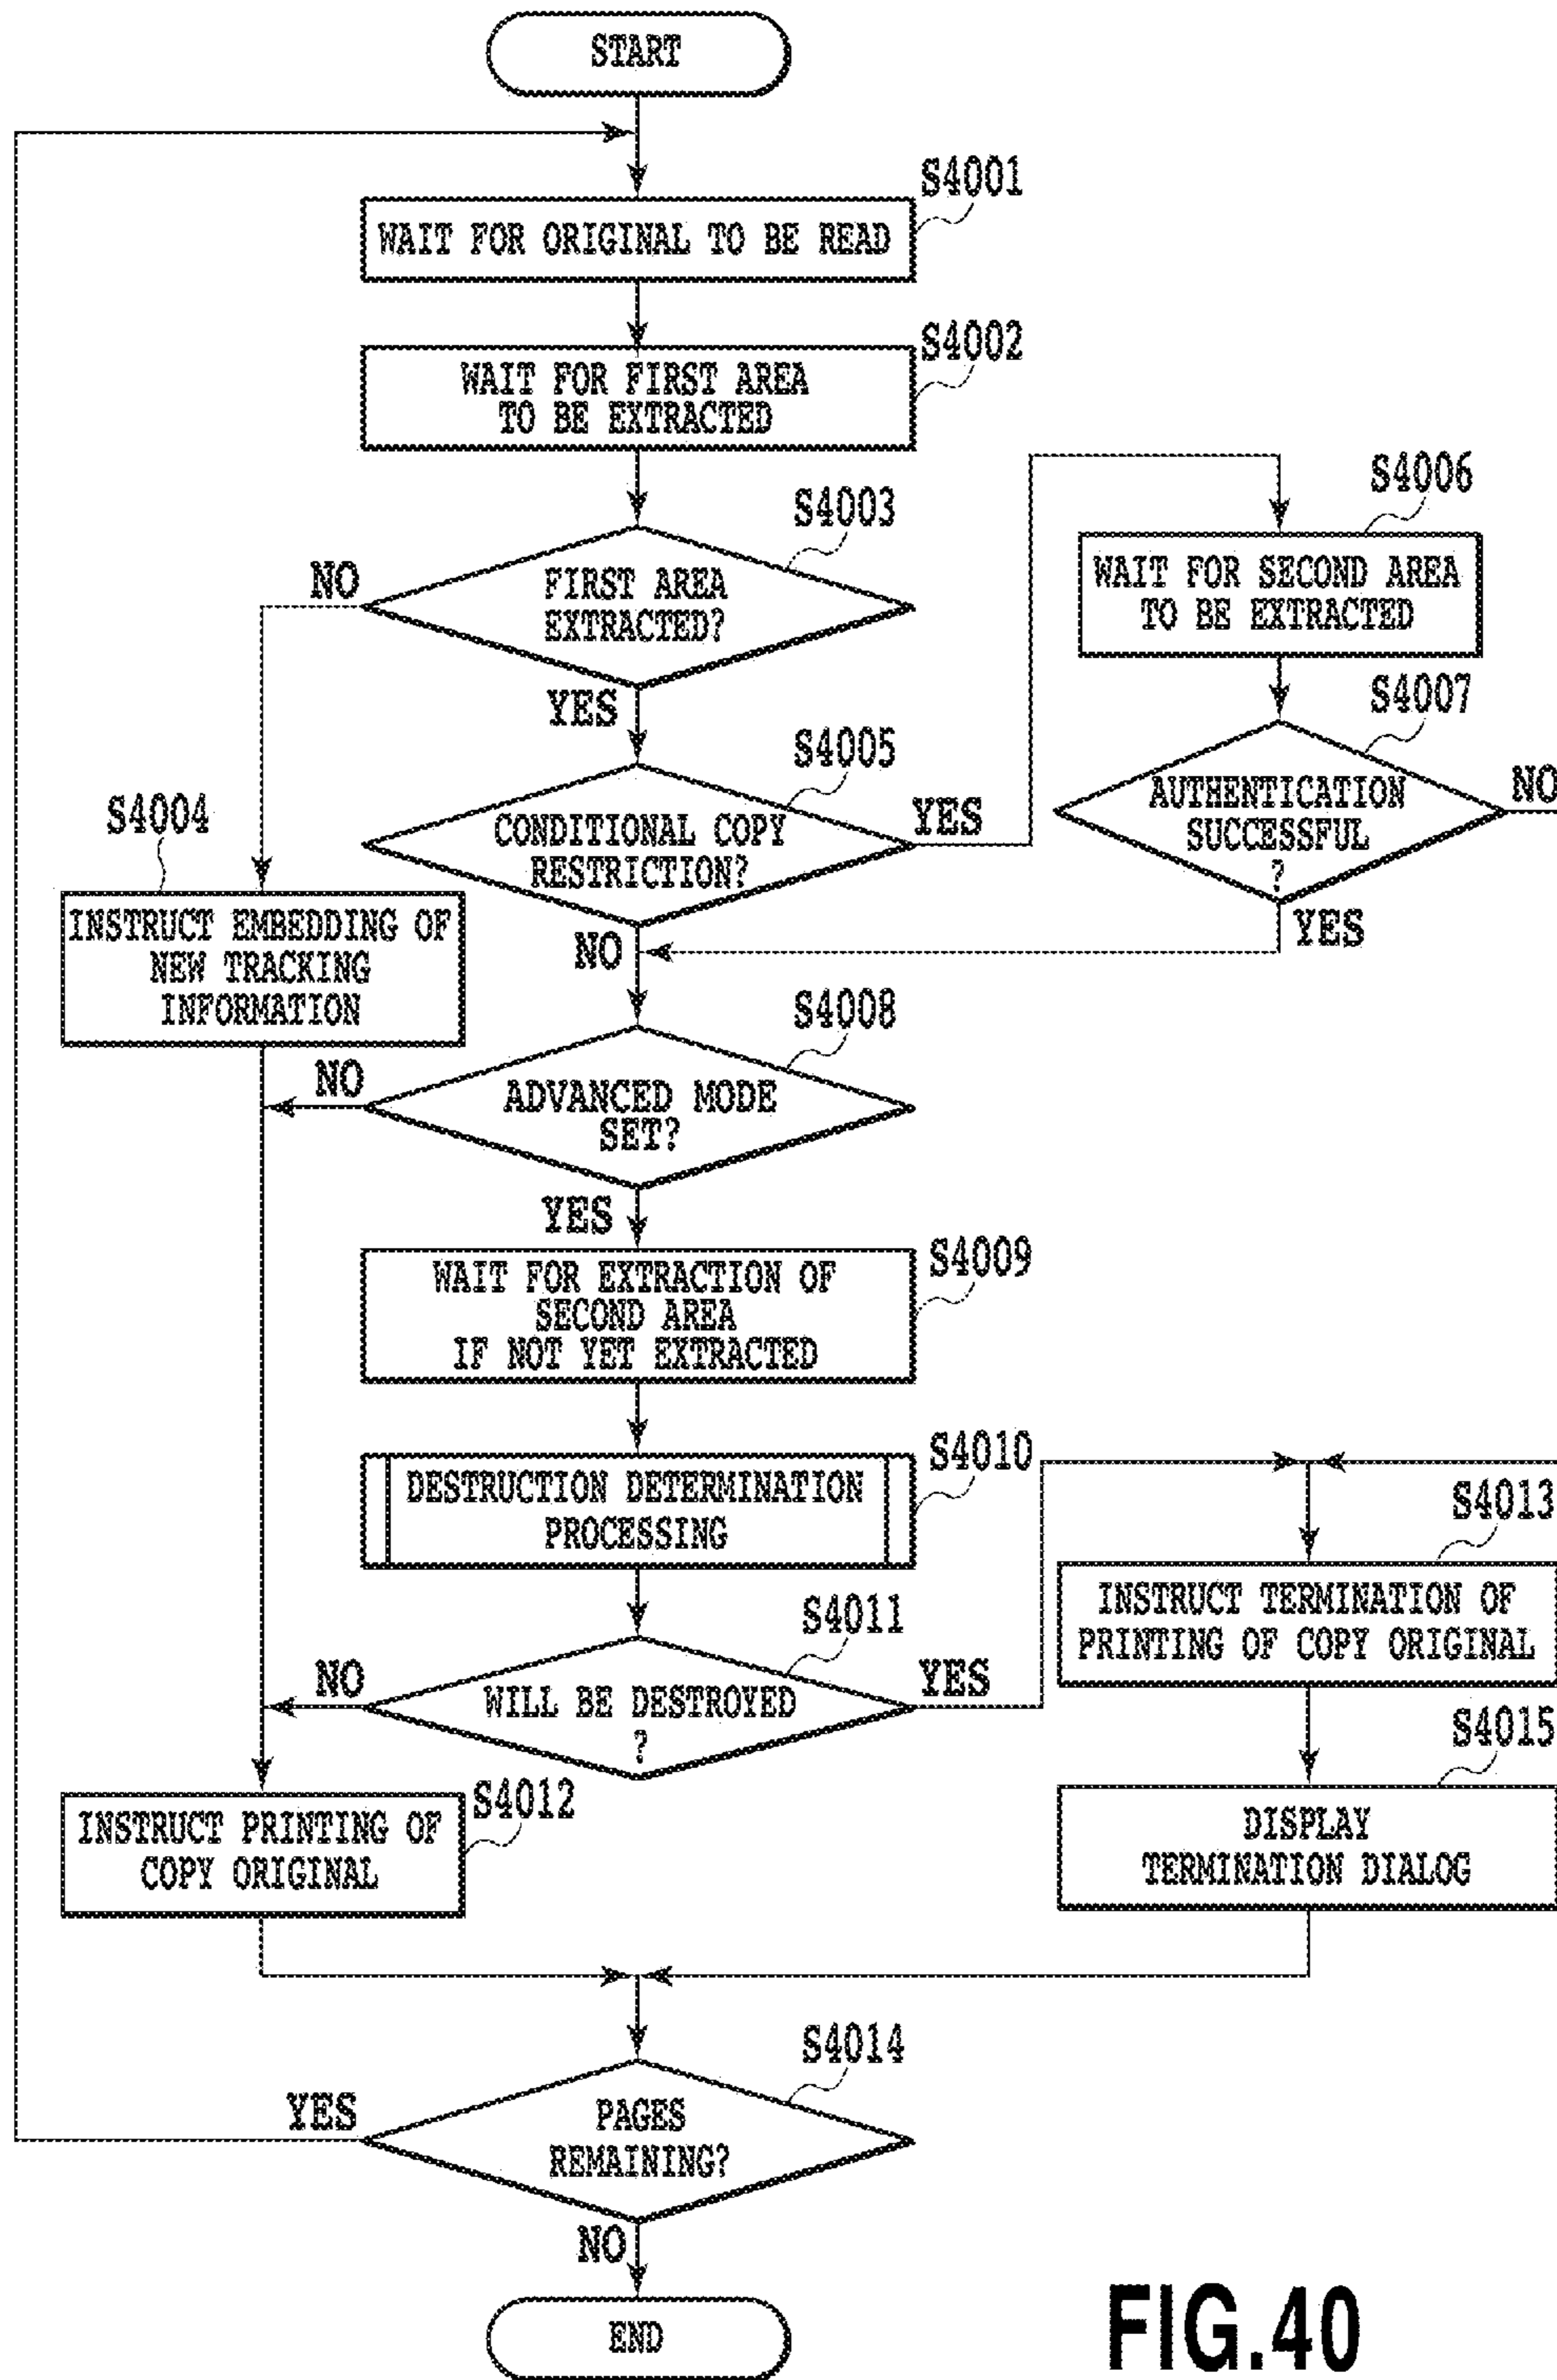 START
S4001
WAIT FOR ORIGINAL TO BE READ
S4002
WAIT FOR FIRST AREA
TO BE EXTRACTED
S4003
FIRST AREA
EXTRACTED?
NO
YES
S4004
INSTRUCT EMBEDDING OF
NEW TRACKING
INFORMATION
S4005
CONDITIONAL COPY
RESTRICTION?
YES
NO
S4006
WAIT FOR SECOND AREA
TO BE EXTRACTED
S4007
AUTHENTICATION
SUCCESSFUL
?
NO
YES
S4008
ADVANCED MODE
SET?
NO
YES
S4009
WAIT FOR EXTRACTION OF
SECOND AREA
IF NOT YET EXTRACTED
S4010
DESTRUCTION DETERMINATION
PROCESSING
S4011
WILL BE DESTROYED
?
NO
YES
S4012
INSTRUCT PRINTING OF
COPY ORIGINAL
S4013
INSTRUCT TERMINATION OF
PRINTING OF COPY ORIGINAL
S4015
DISPLAY
TERMINATION DIALOG
S4014
PAGES
REMAINING?
YES
NO
END
FIG.40